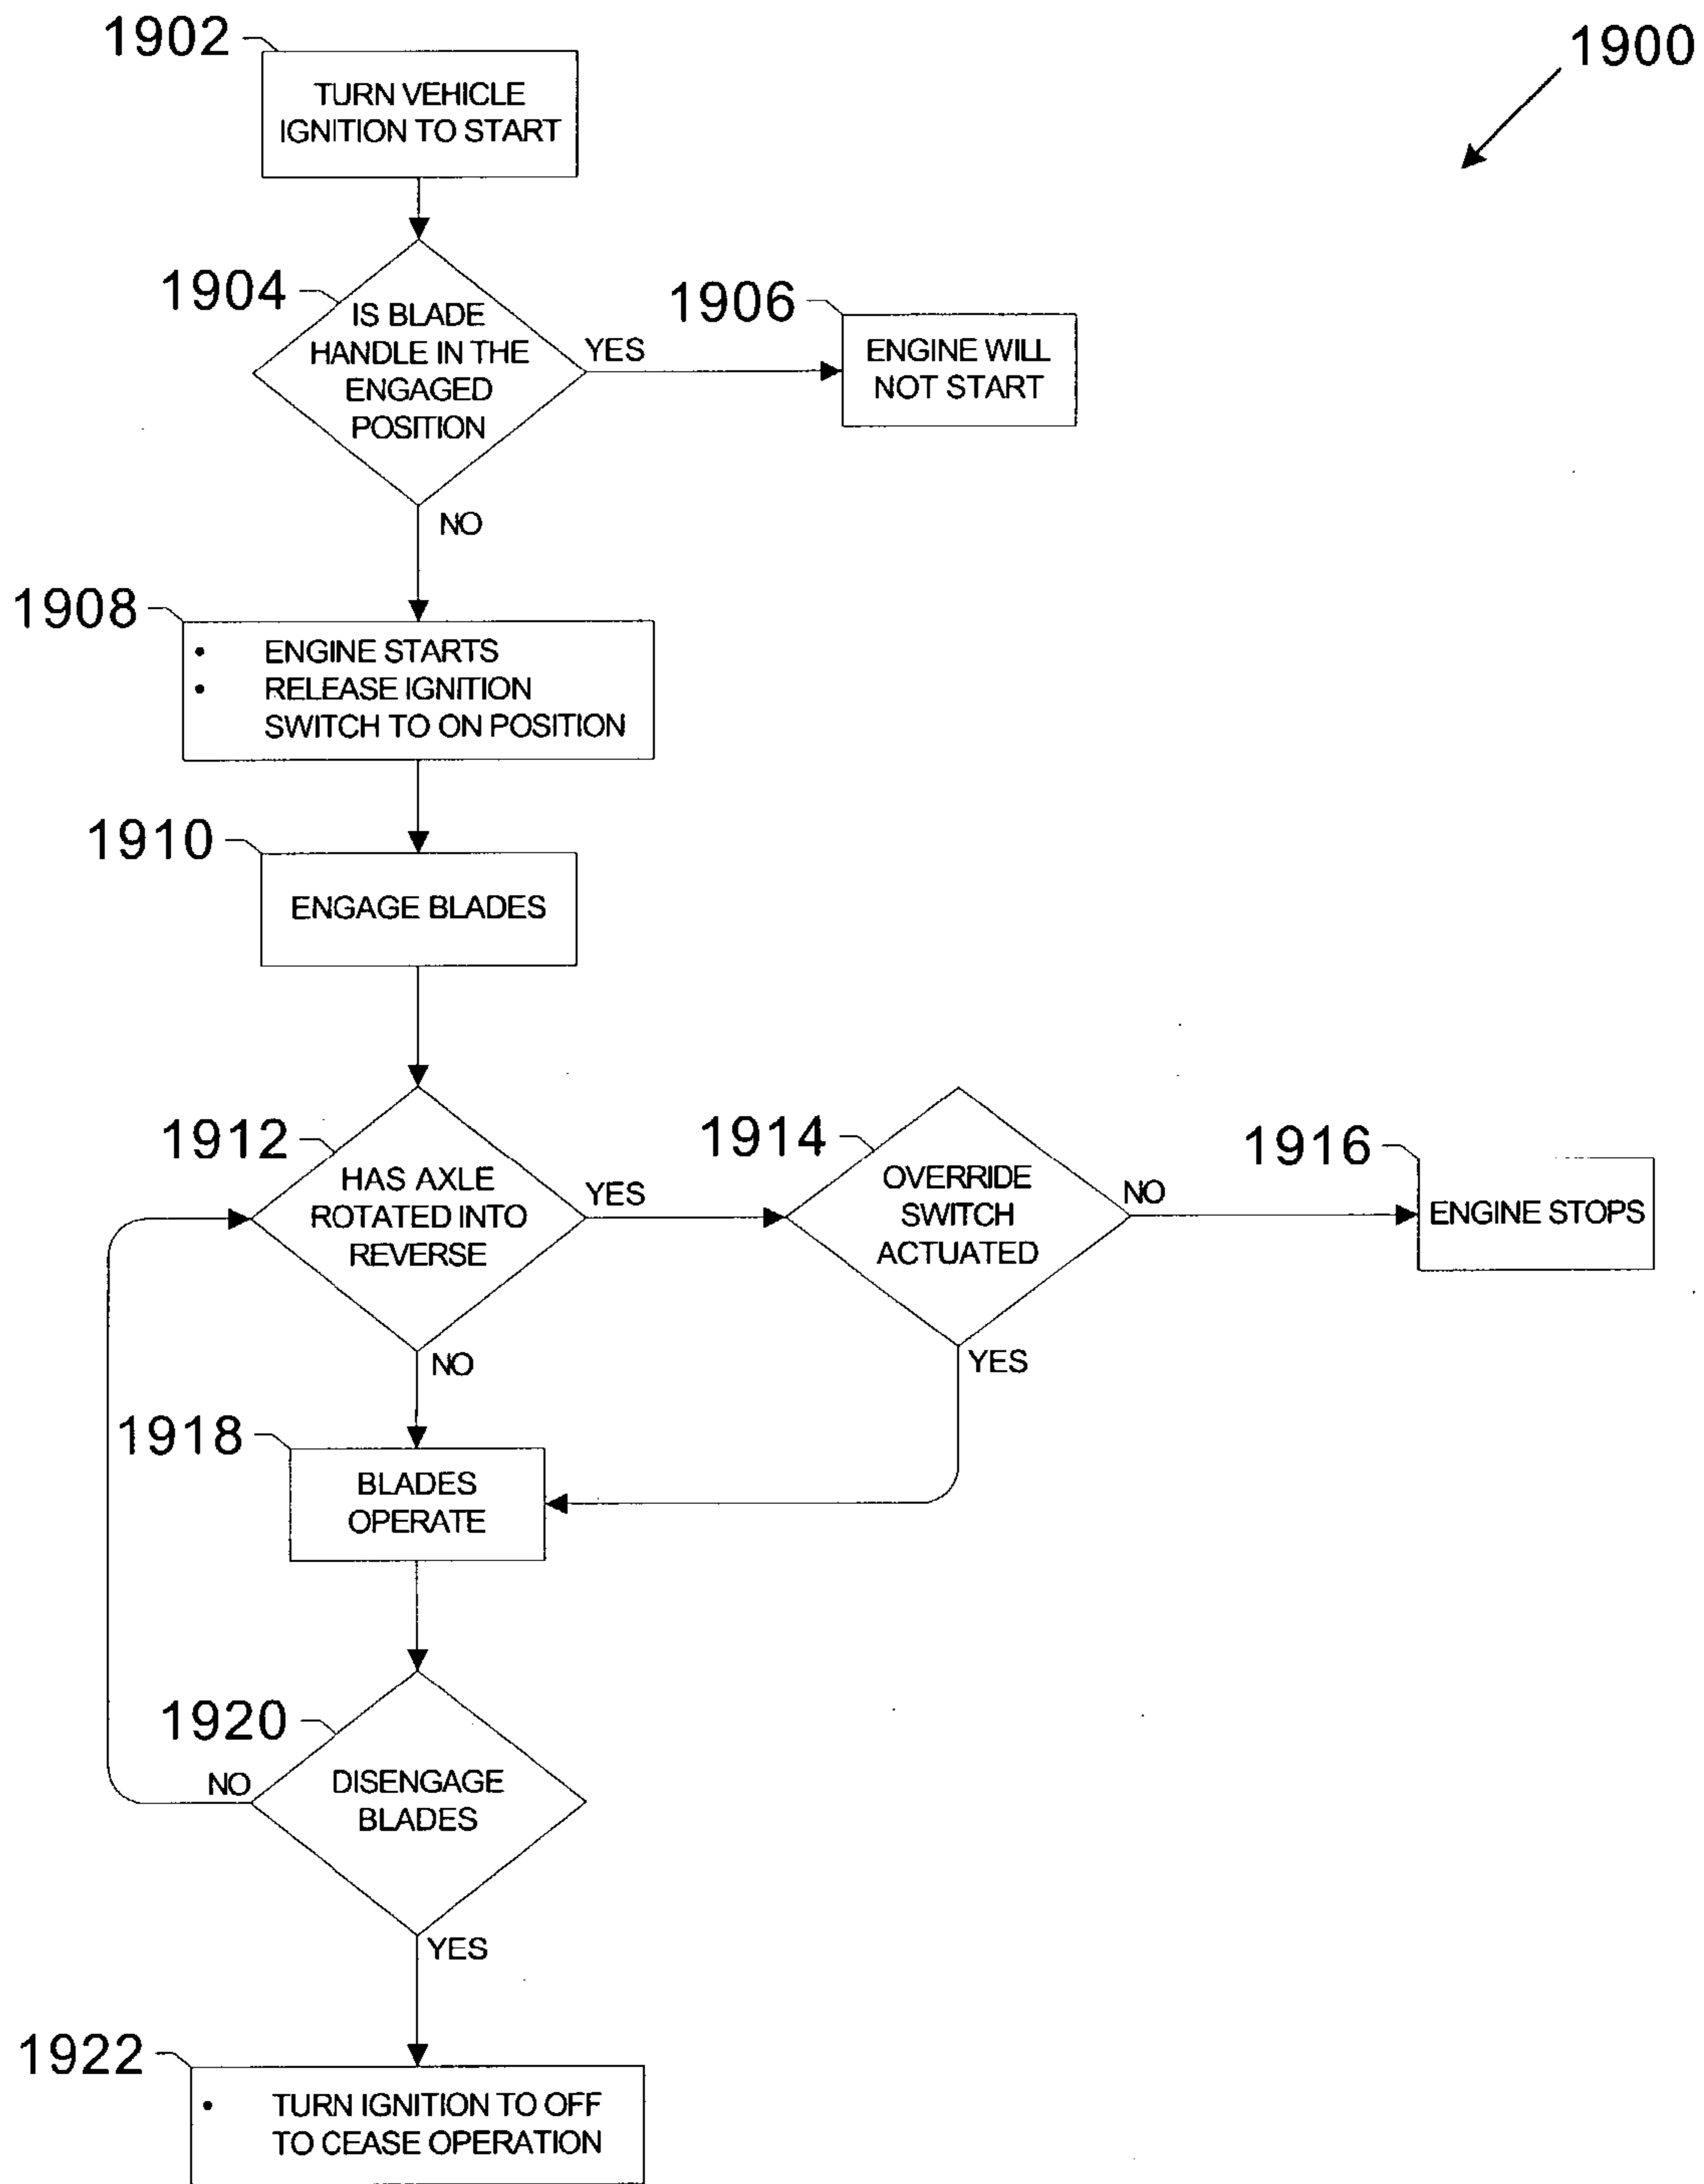 1902
1900
TURN VEHICLE
IGNITION TO START
1904
IS BLADE
HANDLE IN THE
ENGAGED
POSITION
YES
1906
ENGINE WILL
NOT START
NO
1908
• ENGINE STARTS
• RELEASE IGNITION
SWITCH TO ON POSITION
1910
ENGAGE BLADES
1912
HAS AXLE
ROTATED INTO
REVERSE
YES
1914
OVERRIDE
SWITCH
ACTUATED
NO
1916
ENGINE STOPS
NO
YES
1918
BLADES
OPERATE
1920
NO
DISENGAGE
BLADES
YES
1922
• TURN IGNITION TO OFF
TO CEASE OPERATION